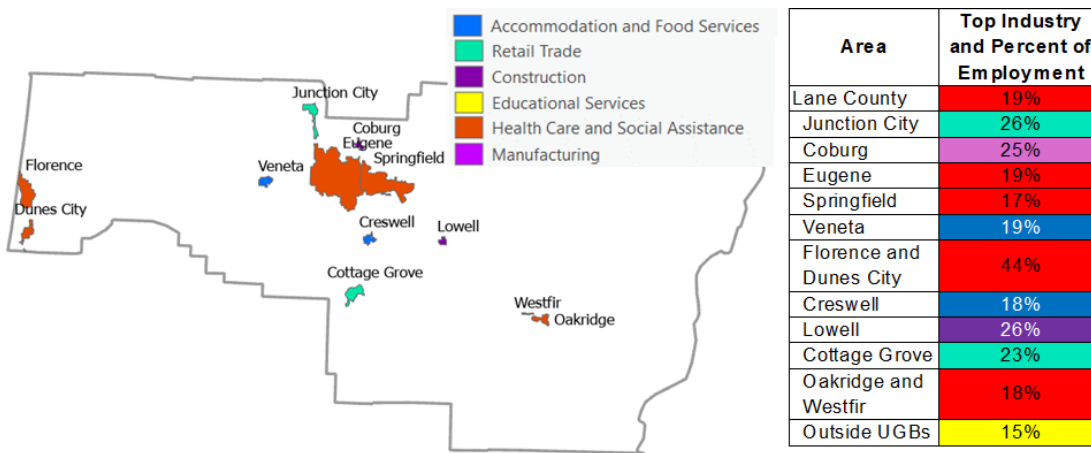 Accommodation and Food Services
Retail Trade
Construction
Educational Services
Health Care and Social Assistance
Manufacturing
Junction City
Coburg
Eugene
Springfield
Veneta
Florence
Dunes City
Creswell
Lowell
Cottage Grove
Westfir
Oakridge
Area
Top Industry
and Percent of
Employment
Lane County 19%
Junction City 26%
Coburg 25%
Eugene 19%
Springfield 17%
Veneta 19%
Florence and
Dunes City 44%
Creswell 18%
Lowell 26%
Cottage Grove 23%
Oakridge and
Westfir 18%
Outside UGBs 15%